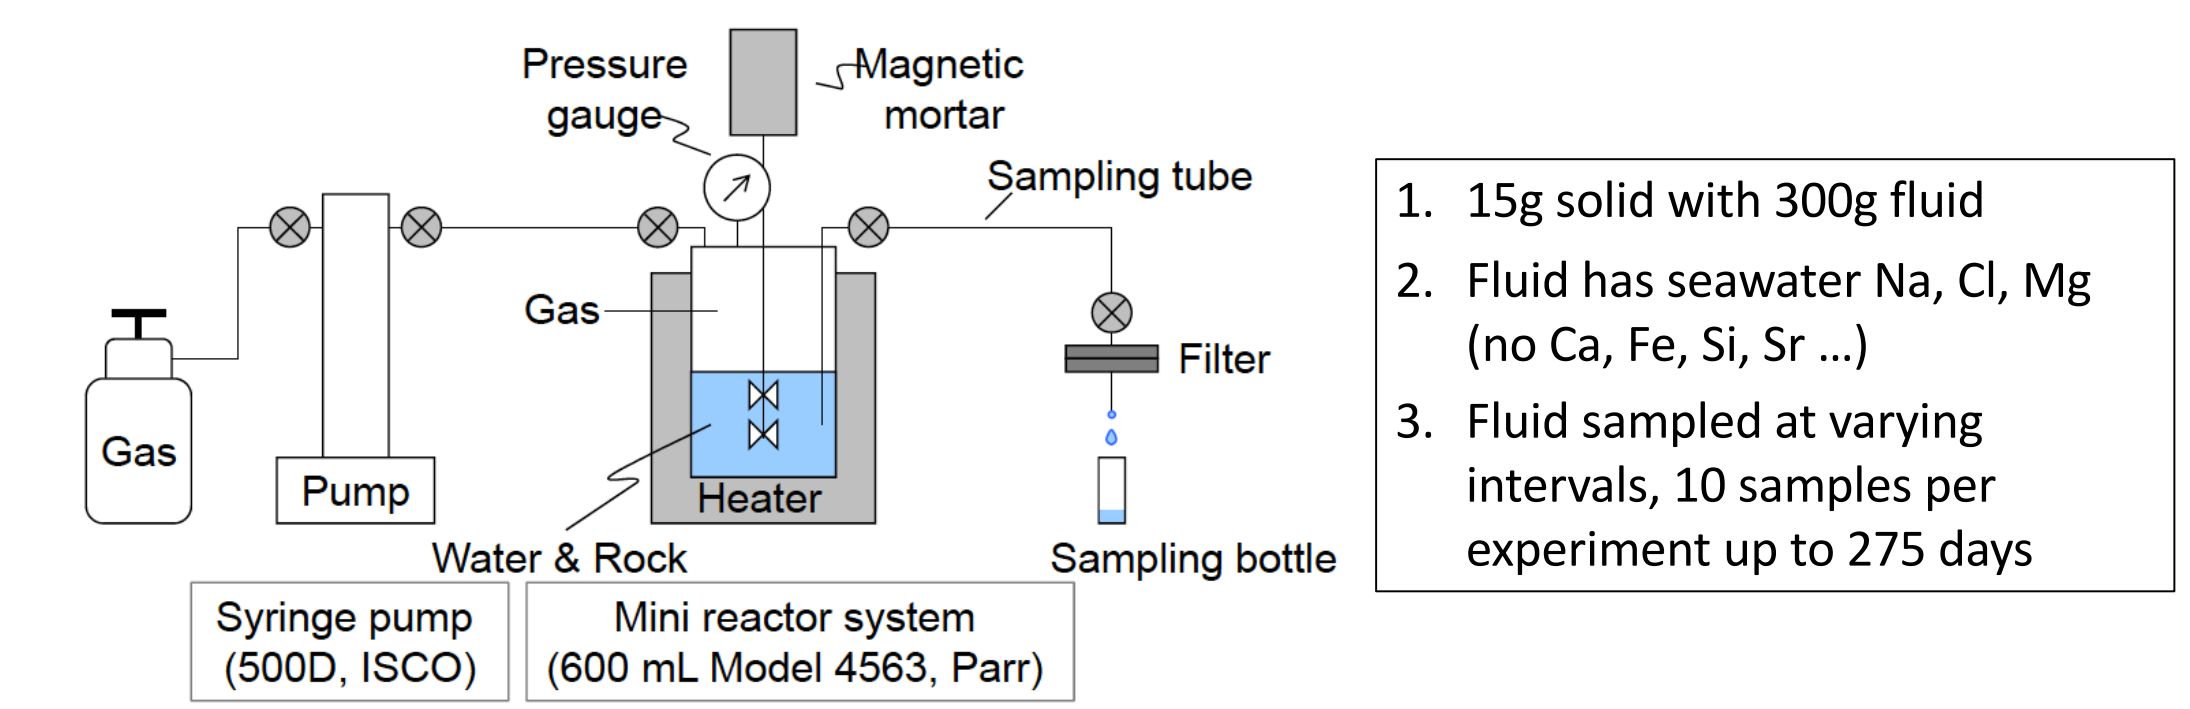 Pressure
gauge
Magnetic
mortar
Sampling tube
Gas
Filter
Gas
Pump
Heater
Water & Rock
Sampling bottle
Syringe pump
(500D, ISCO)
Mini reactor system
(600 mL Model 4563, Parr)
1. 15g solid with 300g fluid
2. Fluid has seawater Na, Cl, Mg
(no Ca, Fe, Si, Sr …)
3. Fluid sampled at varying
intervals, 10 samples per
experiment up to 275 days